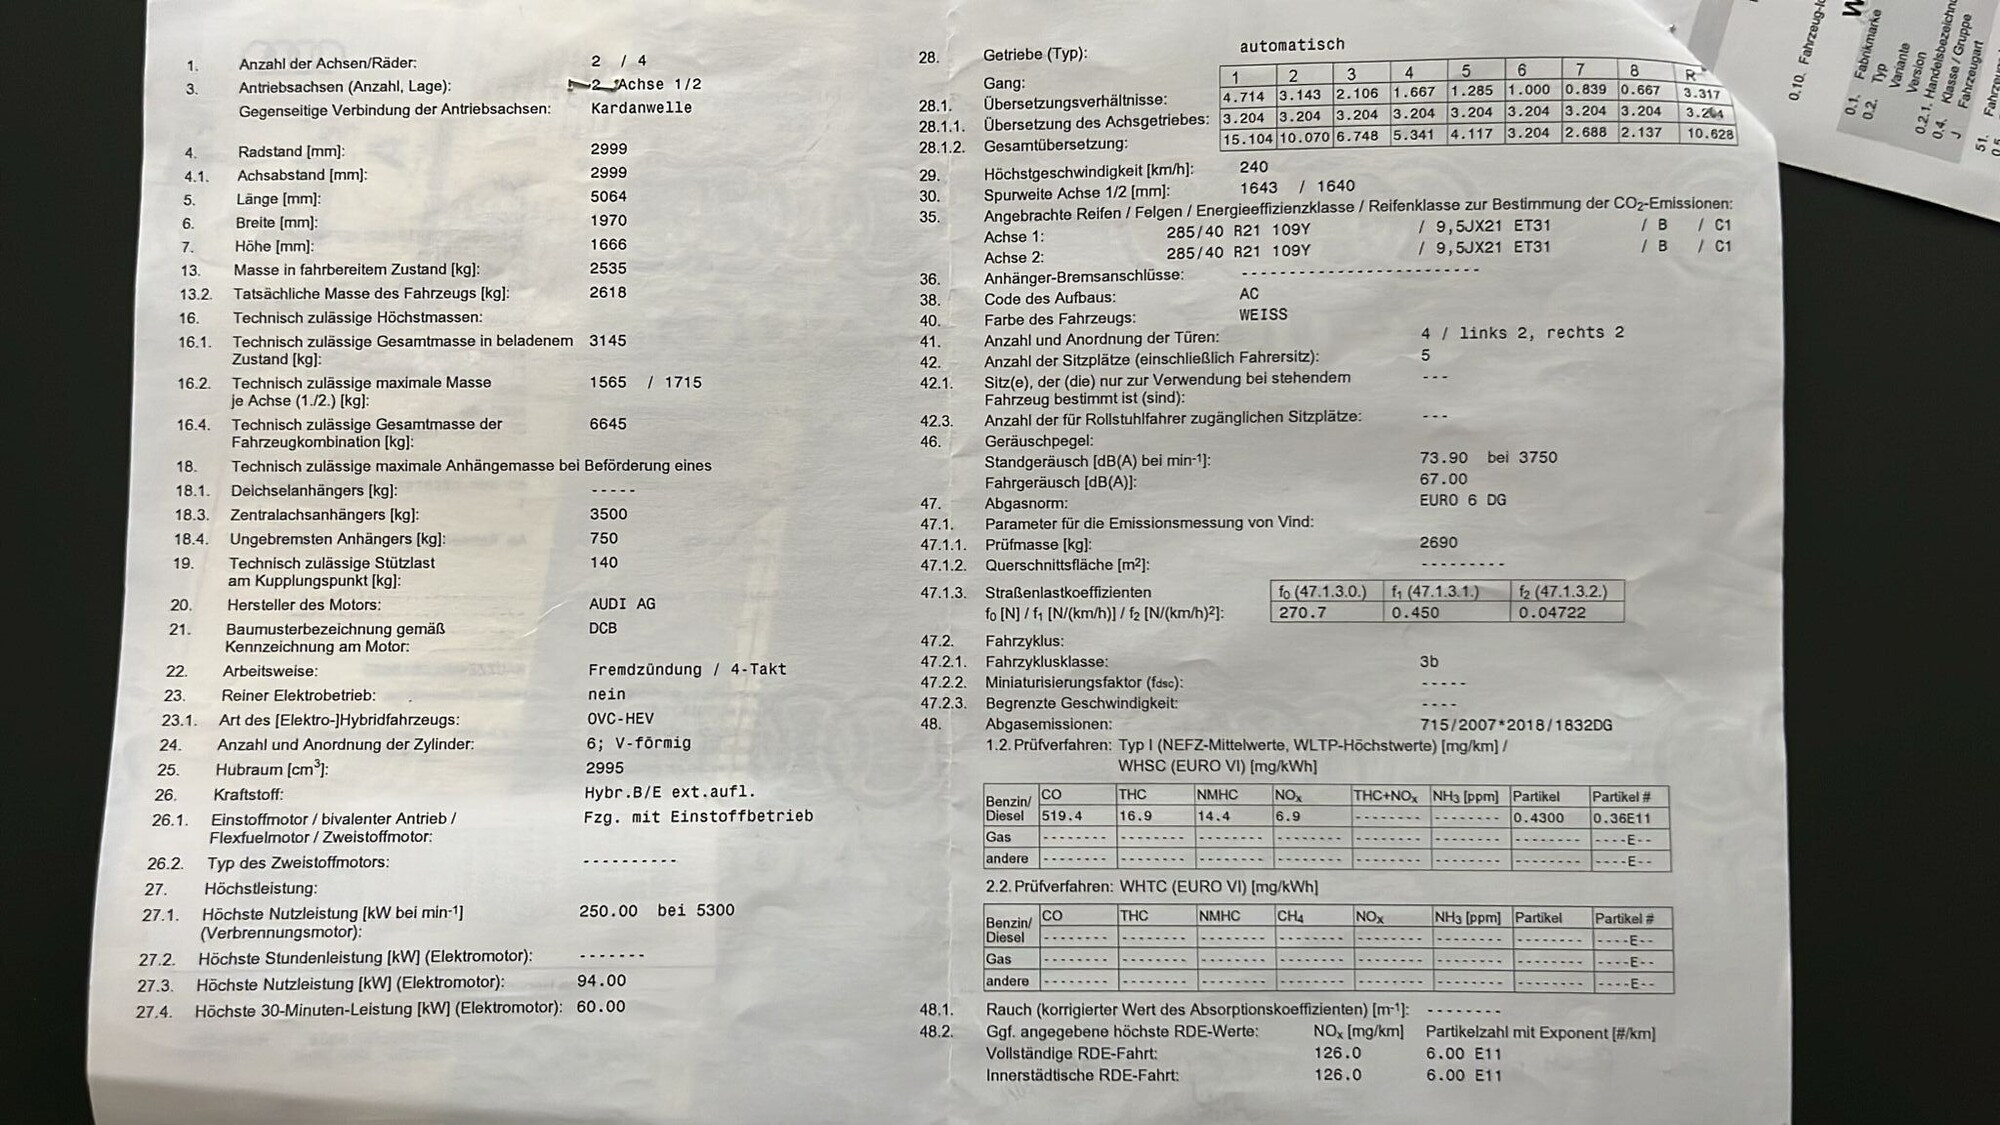 1. Anzahl der Achsen/Räder: 2 / 4
3. Antriebsachsen (Anzahl, Lage): 2 Achse 1/2
Gegenseitige Verbindung der Antriebsachsen: Kardanwelle
4. Radstand [mm]: 2999
4.1. Achsabstand [mm]: 2999
5. Länge [mm]: 5064
6. Breite [mm]: 1970
7. Höhe [mm]: 1666
13. Masse in fahrbereitem Zustand [kg]: 2535
13.2. Tatsächliche Masse des Fahrzeugs [kg]: 2618
16. Technisch zulässige Höchstmassen:
16.1. Technisch zulässige Gesamtmasse in beladenem 3145
Zustand [kg]:
16.2. Technisch zulässige maximale Masse 1565 / 1715
je Achse (1./2.) [kg]:
16.4. Technisch zulässige Gesamtmasse der 6645
Fahrzeugkombination [kg]:
18. Technisch zulässige maximale Anhängemasse bei Beförderung eines
18.1. Deichselanhängers [kg]: -----
18.3. Zentralachsanhängers [kg]: 3500
18.4. Ungebremsten Anhängers [kg]: 750
19. Technisch zulässige Stützlast 140
am Kupplungspunkt [kg]:
20. Hersteller des Motors: AUDI AG
21. Baumusterbezeichnung gemäß DCB
Kennzeichnung am Motor:
22. Arbeitsweise: Fremdzündung / 4-Takt
23. Reiner Elektrobetrieb: nein
23.1. Art des [Elektro-]Hybridfahrzeugs: OVC-HEV
24. Anzahl und Anordnung der Zylinder: 6; V-förmig
25. Hubraum [cm³]: 2995
26. Kraftstoff: Hybr.B/E ext.aufl.
26.1. Einstoffmotor / bivalenter Antrieb / Fzg. mit Einstoffbetrieb
Flexfuelmotor / Zweistoffmotor:
26.2. Typ des Zweistoffmotors: ----------
27. Höchstleistung:
27.1. Höchste Nutzleistung [kW bei min-¹] 250.00 bei 5300
(Verbrennungsmotor):
27.2. Höchste Stundenleistung [kW] (Elektromotor): -------
27.3. Höchste Nutzleistung [kW] (Elektromotor): 94.00
27.4. Höchste 30-Minuten-Leistung [kW] (Elektromotor): 60.00
28. Getriebe (Typ): automatisch
Gang: 1 2 3 4 5 6 7 8 R
28.1. Übersetzungsverhältnisse: 4.714 3.143 2.106 1.667 1.285 1.000 0.839 0.667 3.317
28.1.1. Übersetzung des Achsgetriebes: 3.204 3.204 3.204 3.204 3.204 3.204 3.204 3.204 3.204
28.1.2. Gesamtübersetzung: 15.104 10.070 6.748 5.341 4.117 3.204 2.688 2.137 10.628
29. Höchstgeschwindigkeit [km/h]: 240
30. Spurweite Achse 1/2 [mm]: 1643 / 1640
35. Angebrachte Reifen / Felgen / Energieeffizienzklasse / Reifenklasse zur Bestimmung der CO₂-Emissionen:
Achse 1: 285/40 R21 109Y / 9,5JX21 ET31 / B / C1
Achse 2: 285/40 R21 109Y / 9,5JX21 ET31 / B / C1
36. Anhänger-Bremsanschlüsse: -------------------------
38. Code des Aufbaus: AC
40. Farbe des Fahrzeugs: WEISS
41. Anzahl und Anordnung der Türen: 4 / links 2, rechts 2
42. Anzahl der Sitzplätze (einschließlich Fahrersitz): 5
42.1. Sitz(e), der (die) nur zur Verwendung bei stehendem ---
Fahrzeug bestimmt ist (sind):
42.3. Anzahl der für Rollstuhlfahrer zugänglichen Sitzplätze: ---
46. Geräuschpegel:
Standgeräusch [dB(A) bei min-¹]: 73.90 bei 3750
Fahrgeräusch [dB(A)]: 67.00
47. Abgasnorm: EURO 6 DG
47.1. Parameter für die Emissionsmessung von Vind:
47.1.1. Prüfmasse [kg]: 2690
47.1.2. Querschnittsfläche [m²]: ---------
47.1.3. Straßenlastkoeffizienten f₀ (47.1.3.0.) f₁ (47.1.3.1.) f₂ (47.1.3.2.)
f₀ [N] / f₁ [N/(km/h)] / f₂ [N/(km/h)²]: 270.7 0.450 0.04722
47.2. Fahrzyklus:
47.2.1. Fahrzyklusklasse: 3b
47.2.2. Miniaturisierungsfaktor (fdsc): -----
47.2.3. Begrenzte Geschwindigkeit: ----
48. Abgasemissionen: 715/2007*2018/1832DG
1.2. Prüfverfahren: Typ I (NEFZ-Mittelwerte, WLTP-Höchstwerte) [mg/km] /
WHSC (EURO VI) [mg/kWh]
Benzin/ CO THC NMHC NOx THC+NOx NH₃ [ppm] Partikel Partikel #
Diesel 519.4 16.9 14.4 6.9 -------- -------- 0.4300 0.36E11
Gas -------- -------- -------- -------- -------- -------- -------- ----E--
andere -------- -------- -------- -------- -------- -------- -------- ----E--
2.2. Prüfverfahren: WHTC (EURO VI) [mg/kWh]
Benzin/ CO THC NMHC CH₄ NOx NH₃ [ppm] Partikel Partikel #
Diesel -------- -------- -------- -------- -------- -------- -------- ----E--
Gas -------- -------- -------- -------- -------- -------- -------- ----E--
andere -------- -------- -------- -------- -------- -------- -------- ----E--
48.1. Rauch (korrigierter Wert des Absorptionskoeffizienten) [m-¹]: --------
48.2. Ggf. angegebene höchste RDE-Werte: NOx [mg/km] Partikelzahl mit Exponent [#/km]
Vollständige RDE-Fahrt: 126.0 6.00 E11
Innerstädtische RDE-Fahrt: 126.0 6.00 E11
0.10.
0.1. Fabrikmarke
0.2. Typ
Variante
Version
0.2.1.
0.4. Klasse / Gruppe
J Fahrzeugart
51.